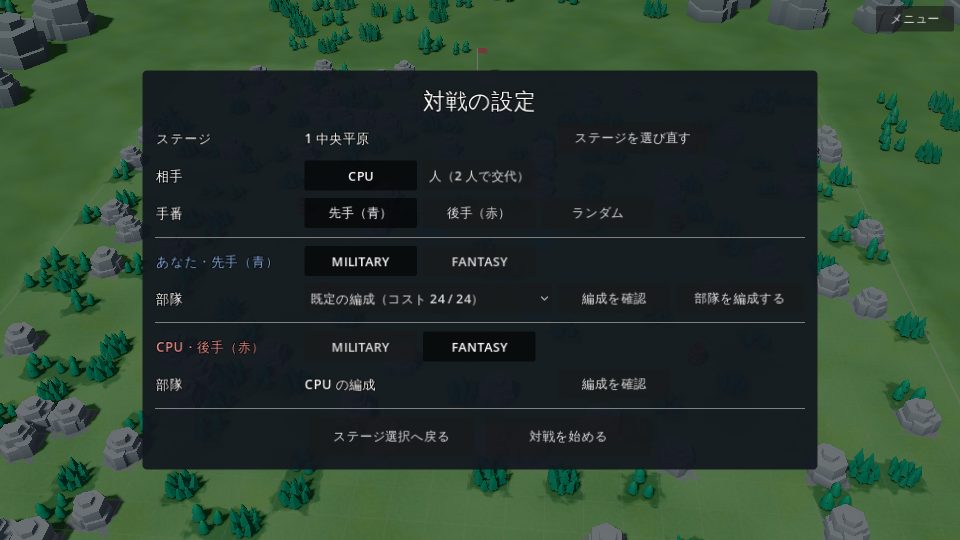 メニュー
対戦の設定
ステージ 1 中央平原 ステージを選び直す
相手 CPU 人（2 人で交代）
手番 先手（青） 後手（赤） ランダム
あなた・先手（青） MILITARY FANTASY
部隊 既定の編成（コスト 24 / 24） 編成を確認 部隊を編成する
CPU・後手（赤） MILITARY FANTASY
部隊 CPU の編成 編成を確認
ステージ選択へ戻る 対戦を始める